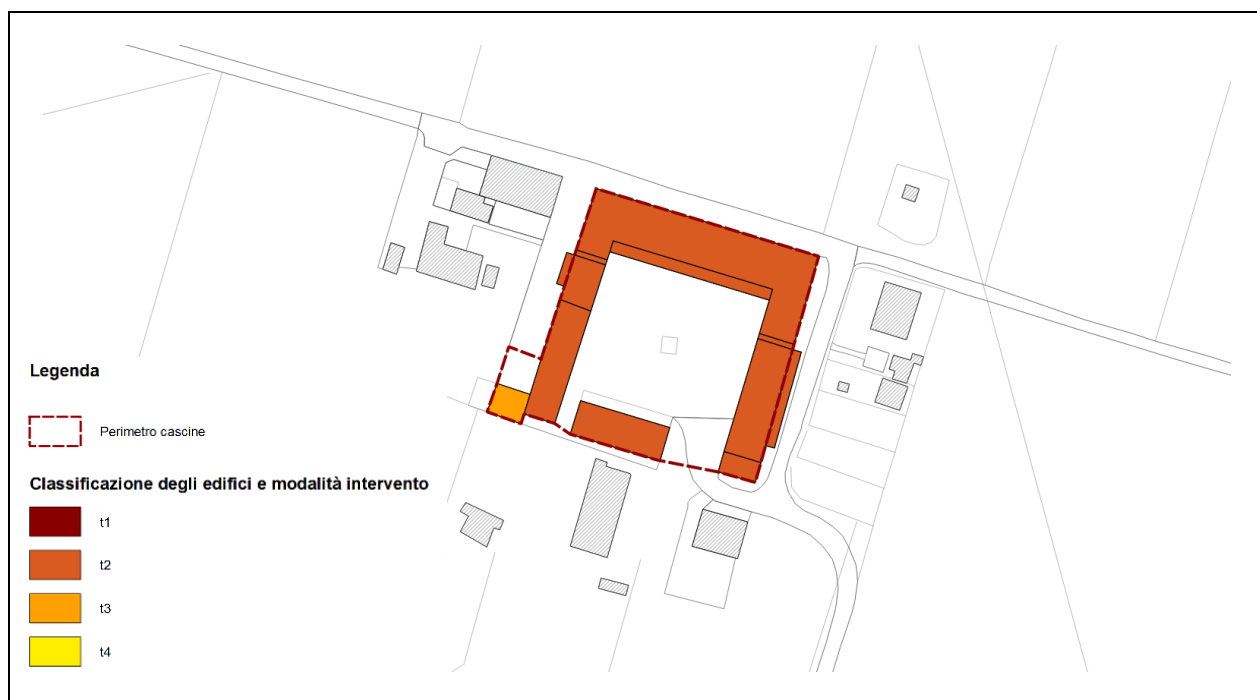 Legenda
Perimetro cascine
Classificazione degli edifici e modalità intervento
t1
t2
t3
t4